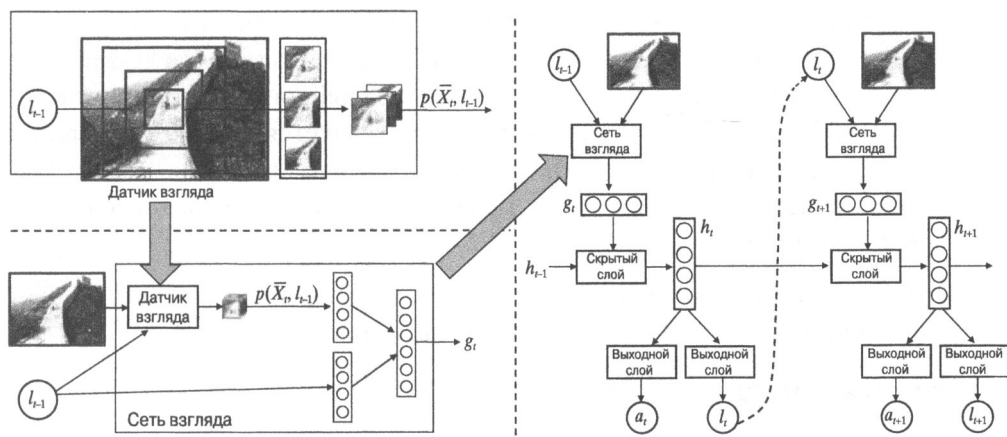 l_{t-1}
p(X̅_t, l_{t-1})
Датчик взгляда
Датчик
взгляда
p(X̅_t, l_{t-1})
g_t
l_{t-1}
Сеть взгляда
l_{t-1}
Сеть
взгляда
g_t
h_{t-1}
Скрытый
слой
h_t
Выходной
слой
Выходной
слой
a_t
l_t
l_t
Сеть
взгляда
g_{t+1}
Скрытый
слой
h_{t+1}
Выходной
слой
Выходной
слой
a_{t+1}
l_{t+1}